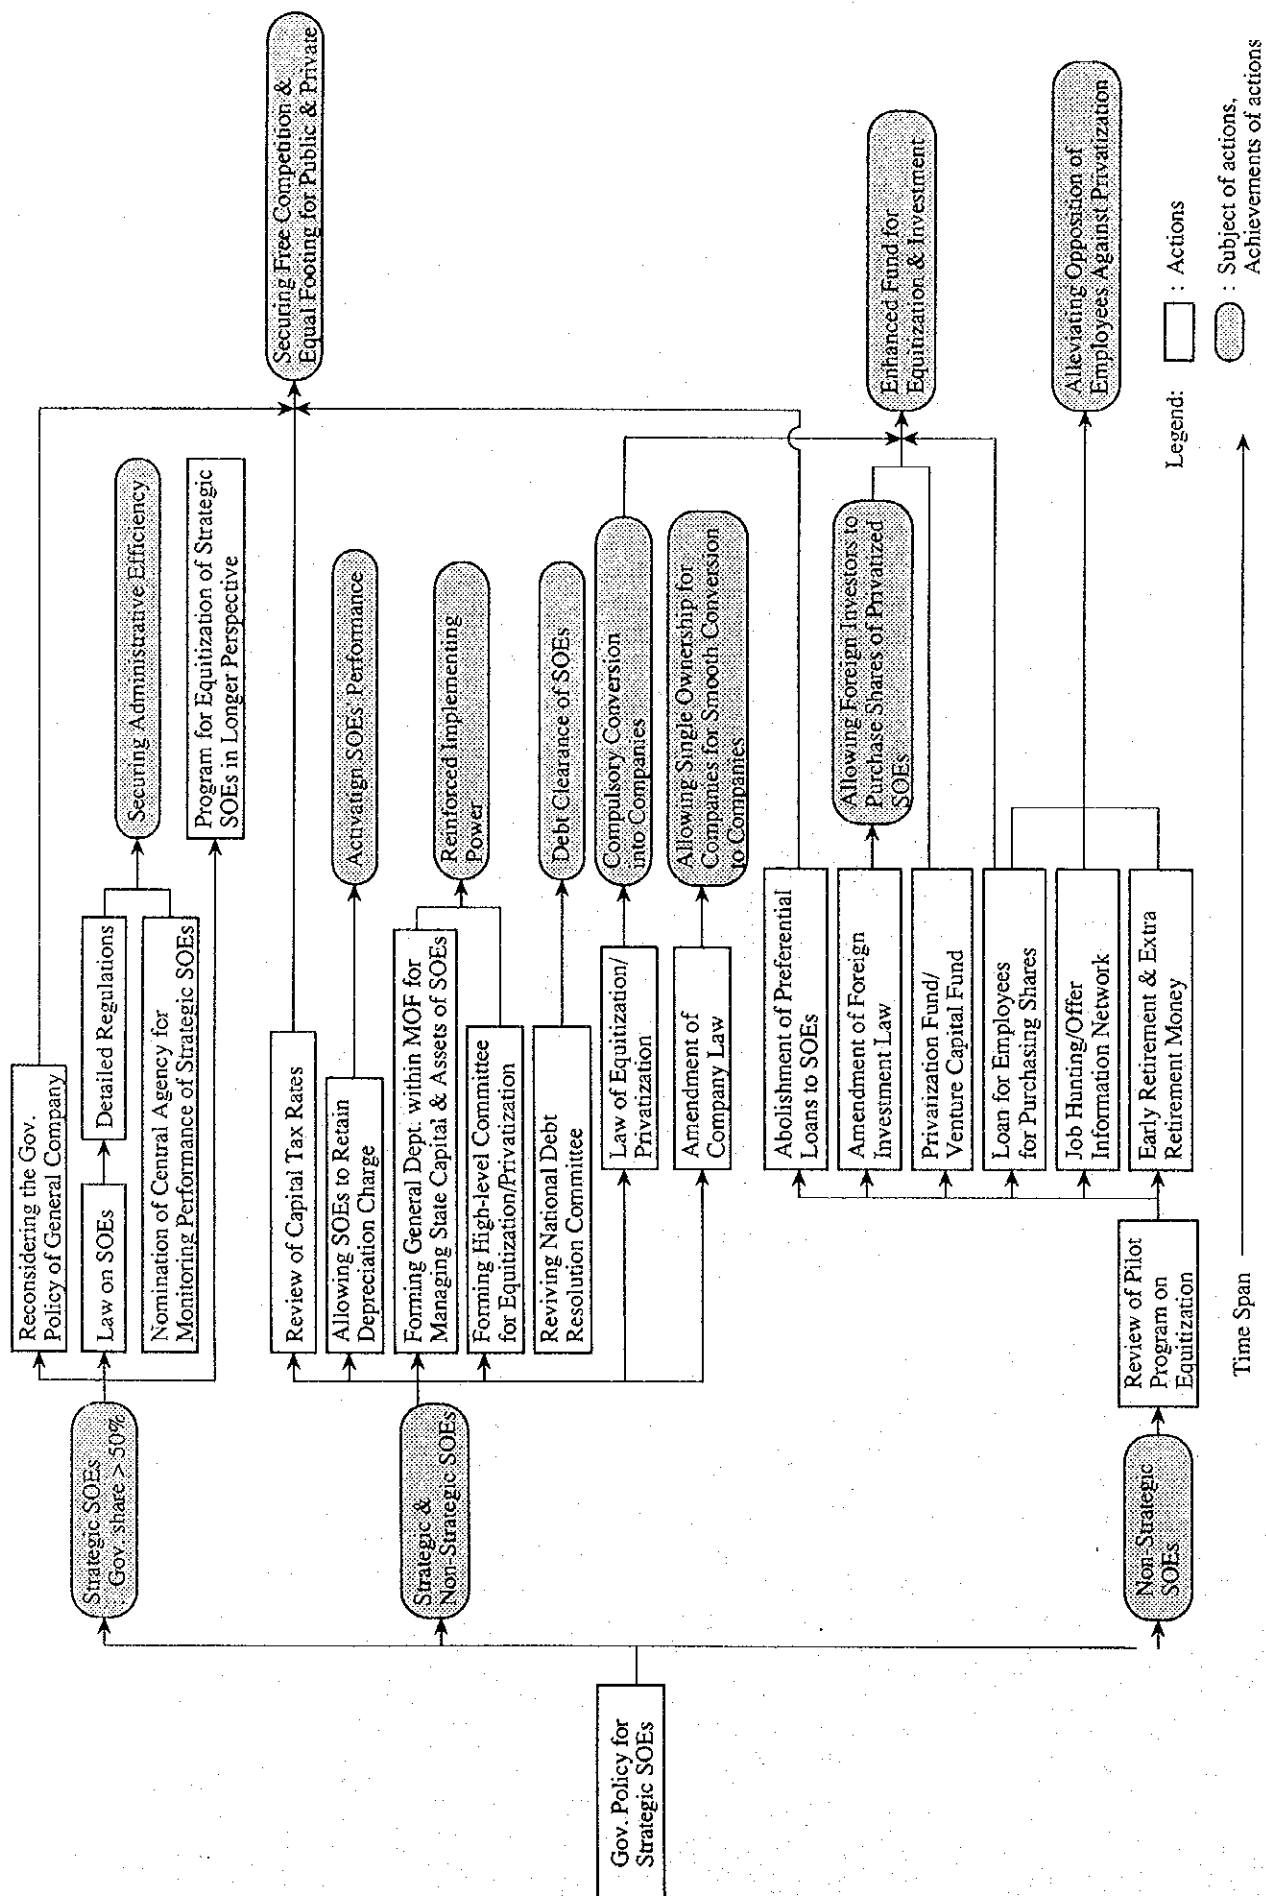 Gov. Policy for
Strategic SOEs
Strategic SOEs
Gov. share > 50%
Strategic &
Non-Strategic SOEs
Non-Strategic
SOEs
Reconsidering the Gov.
Policy of General Company
Law on SOEs
Detailed Regulations
Nomination of Central Agency for
Monitoring Performance of Strategic SOEs
Securing Administrative Efficiency
Program for Equitization of Strategic
SOEs in Longer Perspective
Securing Free Competition &
Equal Footing for Public & Private
Review of Capital Tax Rates
Allowing SOEs to Retain
Depreciation Charge
Activatign SOEs' Performance
Forming General Dept. within MOF for
Managing State Capital & Assets of SOEs
Forming High-level Committee
for Equitization/Privatization
Reinforced Implementing
Power
Reviving National Debt
Resolution Committee
Debt Clearance of SOEs
Law of Equitization/
Privatization
Compulsory Conversion
into Companies
Amendment of
Company Law
Allowing Single Ownership for
Companies for Smooth Conversion
to Companies
Review of Pilot
Program on
Equitization
Abolishment of Preferential
Loans to SOEs
Amendment of Foreign
Investment Law
Allowing Foreign Investors to
Purchase Shares of Privatized
SOEs
Privatization Fund/
Venture Capital Fund
Enhanced Fund for
Equitization & Investment
Loan for Employees
for Purchasing Shares
Job Hunting/Offer
Information Network
Early Retirement & Extra
Retirement Money
Alleviating Opposition of
Employees Against Privatization
Time Span
Legend:
: Actions
: Subject of actions,
Achievements of actions